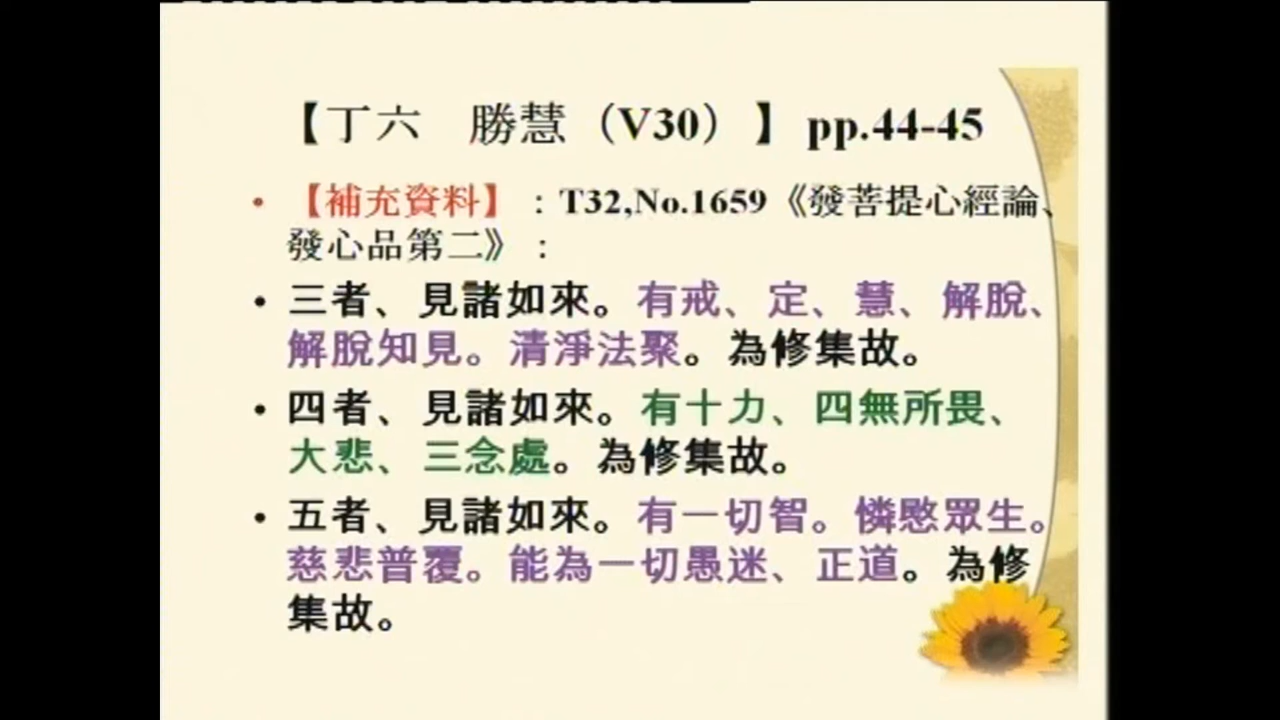 【丁六　勝慧（V30）】pp.44-45
• 【補充資料】：T32,No.1659《發菩提心經論、
發心品第二》：
• 三者、見諸如來。有戒、定、慧、解脫、
解脫知見。清淨法聚。為修集故。
• 四者、見諸如來。有十力、四無所畏、
大悲、三念處。為修集故。
• 五者、見諸如來。有一切智。憐愍眾生。
慈悲普覆。能為一切愚迷、正道。為修
集故。